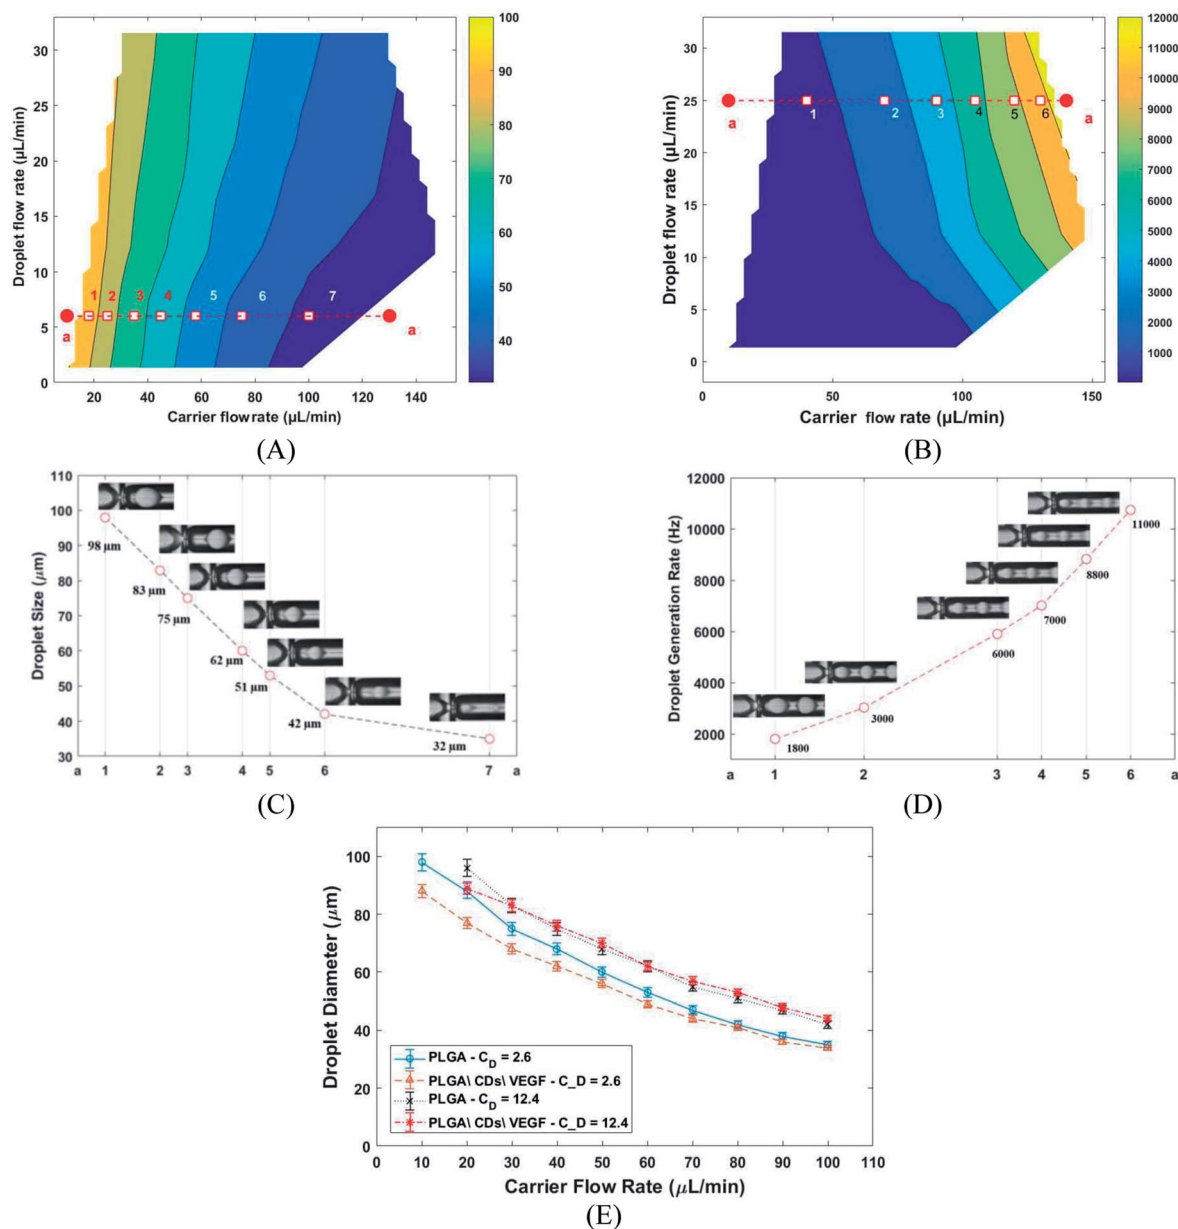 Droplet flow rate (µL/min)
30
25
20
15
10
5
0
20 40 60 80 100 120 140
Carrier flow rate (µL/min)
100
90
80
70
60
50
40
a 1 2 3 4 5 6 7 a
(A)
Droplet flow rate (µL/min)
30
25
20
15
10
5
0
0 50 100 150
Carrier flow rate (µL/min)
12000
11000
10000
9000
8000
7000
6000
5000
4000
3000
2000
1000
a 1 2 3 4 5 6 a
(B)
Droplet Size (µm)
110
100
90
80
70
60
50
40
30
98 µm
83 µm
75 µm
62 µm
51 µm
42 µm
32 µm
a 1 2 3 4 5 6 7 a
(C)
Droplet Generation Rate (Hz)
12000
10000
8000
6000
4000
2000
11000
8800
7000
6000
3000
1800
a 1 2 3 4 5 6 a
(D)
Droplet Diameter (µm)
100
80
60
40
20
0
PLGA - C_D = 2.6
PLGA\ CDs\ VEGF - C_D = 2.6
PLGA - C_D = 12.4
PLGA\ CDs\ VEGF - C_D = 12.4
0 10 20 30 40 50 60 70 80 90 100 110
Carrier Flow Rate (µL/min)
(E)